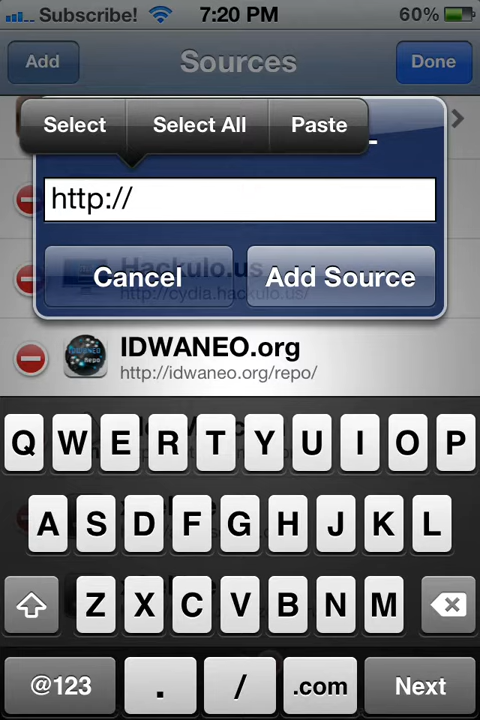 Subscribe! 7:20 PM 60%
Add Sources Done
Select Select All Paste
http://
Cancel Add Source
Hackulo.us
http://cydia.hackulo.us/
IDWANEO.org
http://idwaneo.org/repo/
Q W E R T Y U I O P
A S D F G H J K L
Z X C V B N M
@123 . / .com Next